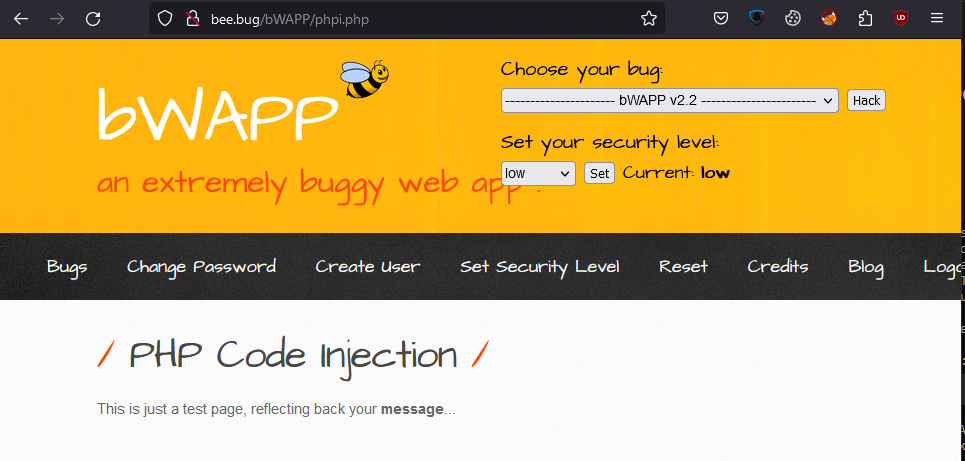 bee.bug/bWAPP/phpi.php
bWAPP
an extremely buggy web app !
Choose your bug:
---------------------- bWAPP v2.2 ----------------------- Hack
Set your security level:
low Set Current: low
Bugs Change Password Create User Set Security Level Reset Credits Blog
/ PHP Code Injection /
This is just a test page, reflecting back your message...